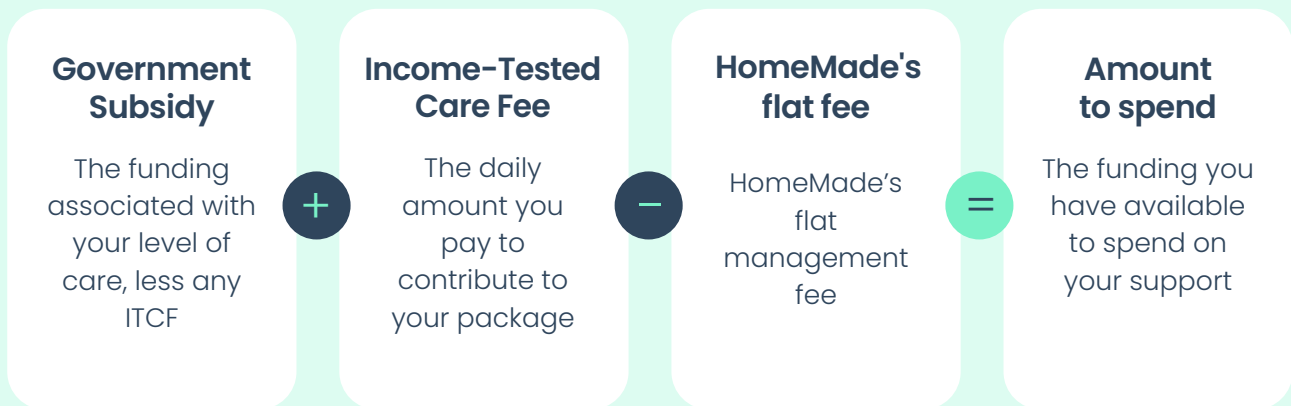 Government
Subsidy
The funding
associated with
your level of
care, less any
ITCF
+
Income-Tested
Care Fee
The daily
amount you
pay to
contribute to
your package
−
HomeMade's
flat fee
HomeMade’s
flat
management
fee
=
Amount
to spend
The funding you
have available
to spend on
your support